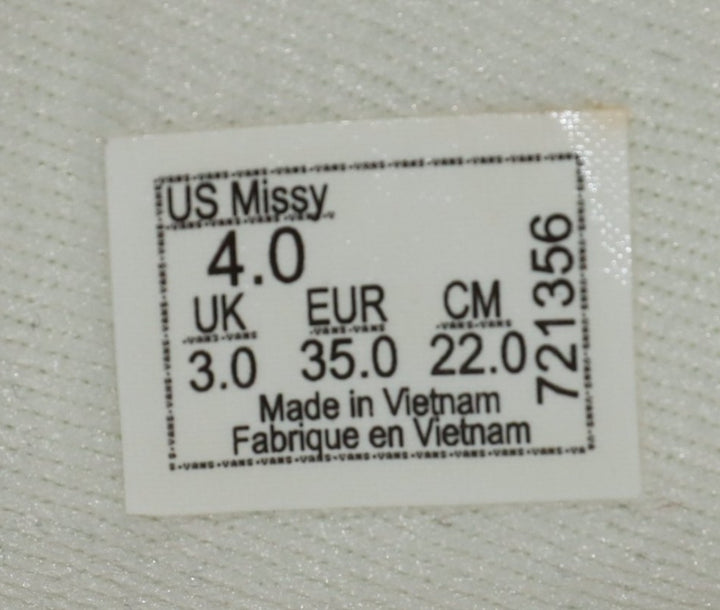 US Missy
4.0
UK EUR CM
3.0 35.0 22.0
Made in Vietnam
Fabrique en Vietnam
721356